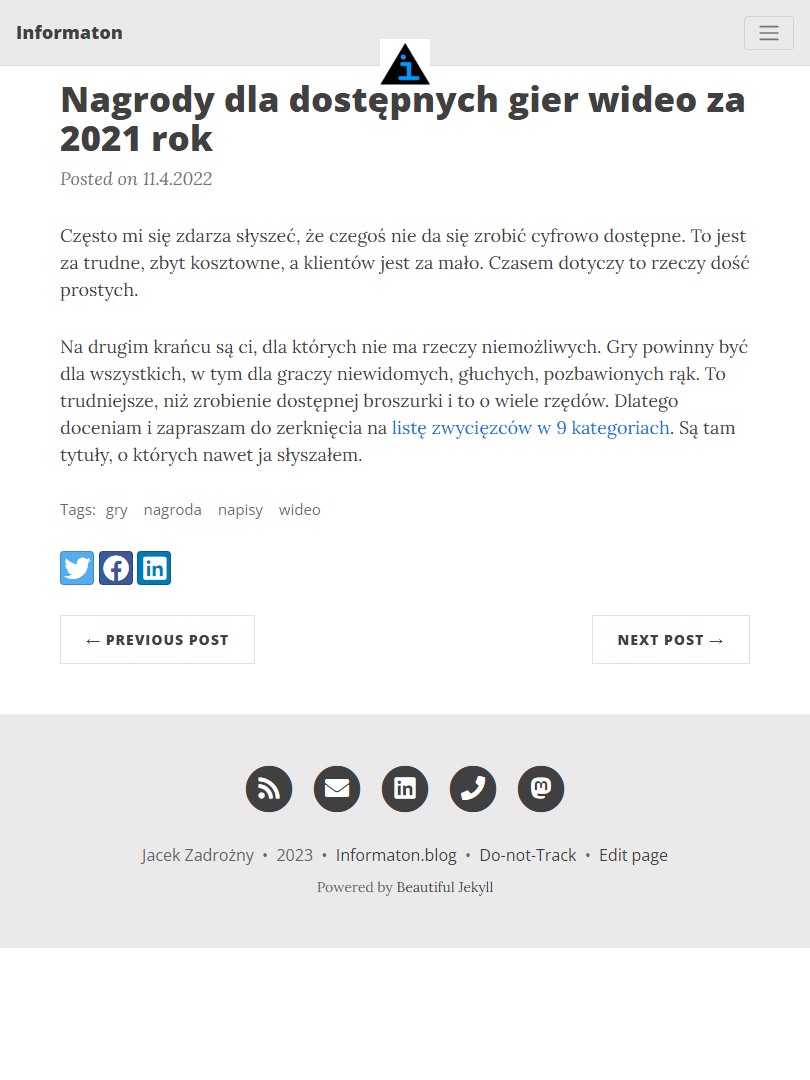 Informaton
Nagrody dla dostępnych gier wideo za
2021 rok
Posted on 11.4.2022
Często mi się zdarza słyszeć, że czegoś nie da się zrobić cyfrowo dostępne. To jest
za trudne, zbyt kosztowne, a klientów jest za mało. Czasem dotyczy to rzeczy dość
prostych.
Na drugim krańcu są ci, dla których nie ma rzeczy niemożliwych. Gry powinny być
dla wszystkich, w tym dla graczy niewidomych, głuchych, pozbawionych rąk. To
trudniejsze, niż zrobienie dostępnej broszurki i to o wiele rzędów. Dlatego
doceniam i zapraszam do zerknięcia na listę zwycięzców w 9 kategoriach. Są tam
tytuły, o których nawet ja słyszałem.
Tags: gry nagroda napisy wideo
← PREVIOUS POST
NEXT POST →
Jacek Zadrożny • 2023 • Informaton.blog • Do-not-Track • Edit page
Powered by Beautiful Jekyll